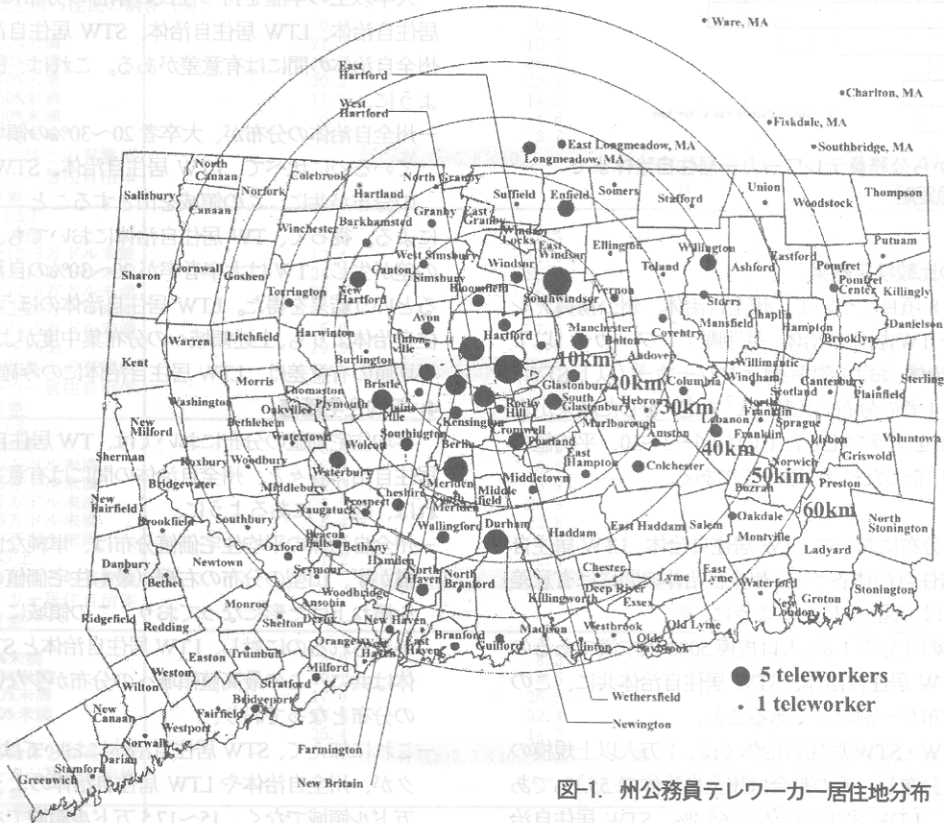 Ware, MA
Charlton, MA
Fiskdale, MA
Southbridge, MA
East Hartford
West Hartford
East Longmeadow, MA
Longmeadow, MA
North Canaan
Salisbury
Canaan
Norfork
Colebrook
Hartland
North Granby
Suffield
Enfield
Somers
Stafford
Union
Woodstock
Thompson
Winchester
Barkhamsted
Granby
East Granby
Windsor Locks
East Windsor
Ellington
Willington
Ashford
Eastford
Pomfret
Pomfret Center
Putnam
Killingly
Sharon
Cornwall
Goshen
Torrington
New Hartford
Canton
West Simsbury
Simsbury
Bloomfield
Windsor
Southwindsor
Vernon
Tolland
Storrs
Mansfield
Chaplin
Hampton
Brooklyn
Danielson
Warren
Litchfield
Harwinton
Avon
Hartford
Manchester
Bolton
Coventry
Andover
Kent
Burlington
Bristle
10km
Glastonbury
20km
Columbia
Willimatic
Windham
Scotland
Canterbury
Plainfield
Sterling
Washington
Morris
Thomaston
Plymouth
Bethlehem
Oakville
Watertown
Kensington
Rocky Hill
South Glastonbury
Hebron
30km
Lebanon
North Franklin
Franklin
Sprague
New Milford
Sherman
Roxbury
Woodbury
Wolcott
Southington
Berlin
Cromwell
Portland
Marlborough
Amston
40km
Lisbon
Griswold
Voluntown
Bridgewater
Middlebury
Waterbury
Cheshire
Meriden
Middletown
East Hampton
Colchester
Norwich
50km
Bozrah
Preston
New Fairfield
Brookfield
Southbury
Naugatuck
Prospect
Wallingford
Durham
Haddam
East Haddam
Salem
Oakdale
Montville
60km
North Stonington
Oxford
Beacon Falls
Bethany
Hamden
Danbury
Bethel
Newtown
Seymour
Woodbridge
North Haven
North Branford
Killingworth
Chester
Deep River
Essex
Lyme
East Lyme
Waterford
Ladyard
Ridgefield
Redding
Monroe
Shelton
Ansonia
Derby
Orange
New Haven
West Haven
East Haven
Branford
Guilford
Madison
Clinton
Westbrook
Old Saybrook
Old Lyme
New London
Groton
Stonington
Easton
Trumbull
Milford
Weston
Wilton
Stratford
Bridgeport
Fairfield
New Canaan
Westport
Norwalk
Darian
Stamford
Greenwich
Wethersfield
Newington
Farmington
New Britain
5 teleworkers
1 teleworker
図-1. 州公務員テレワーカー居住地分布